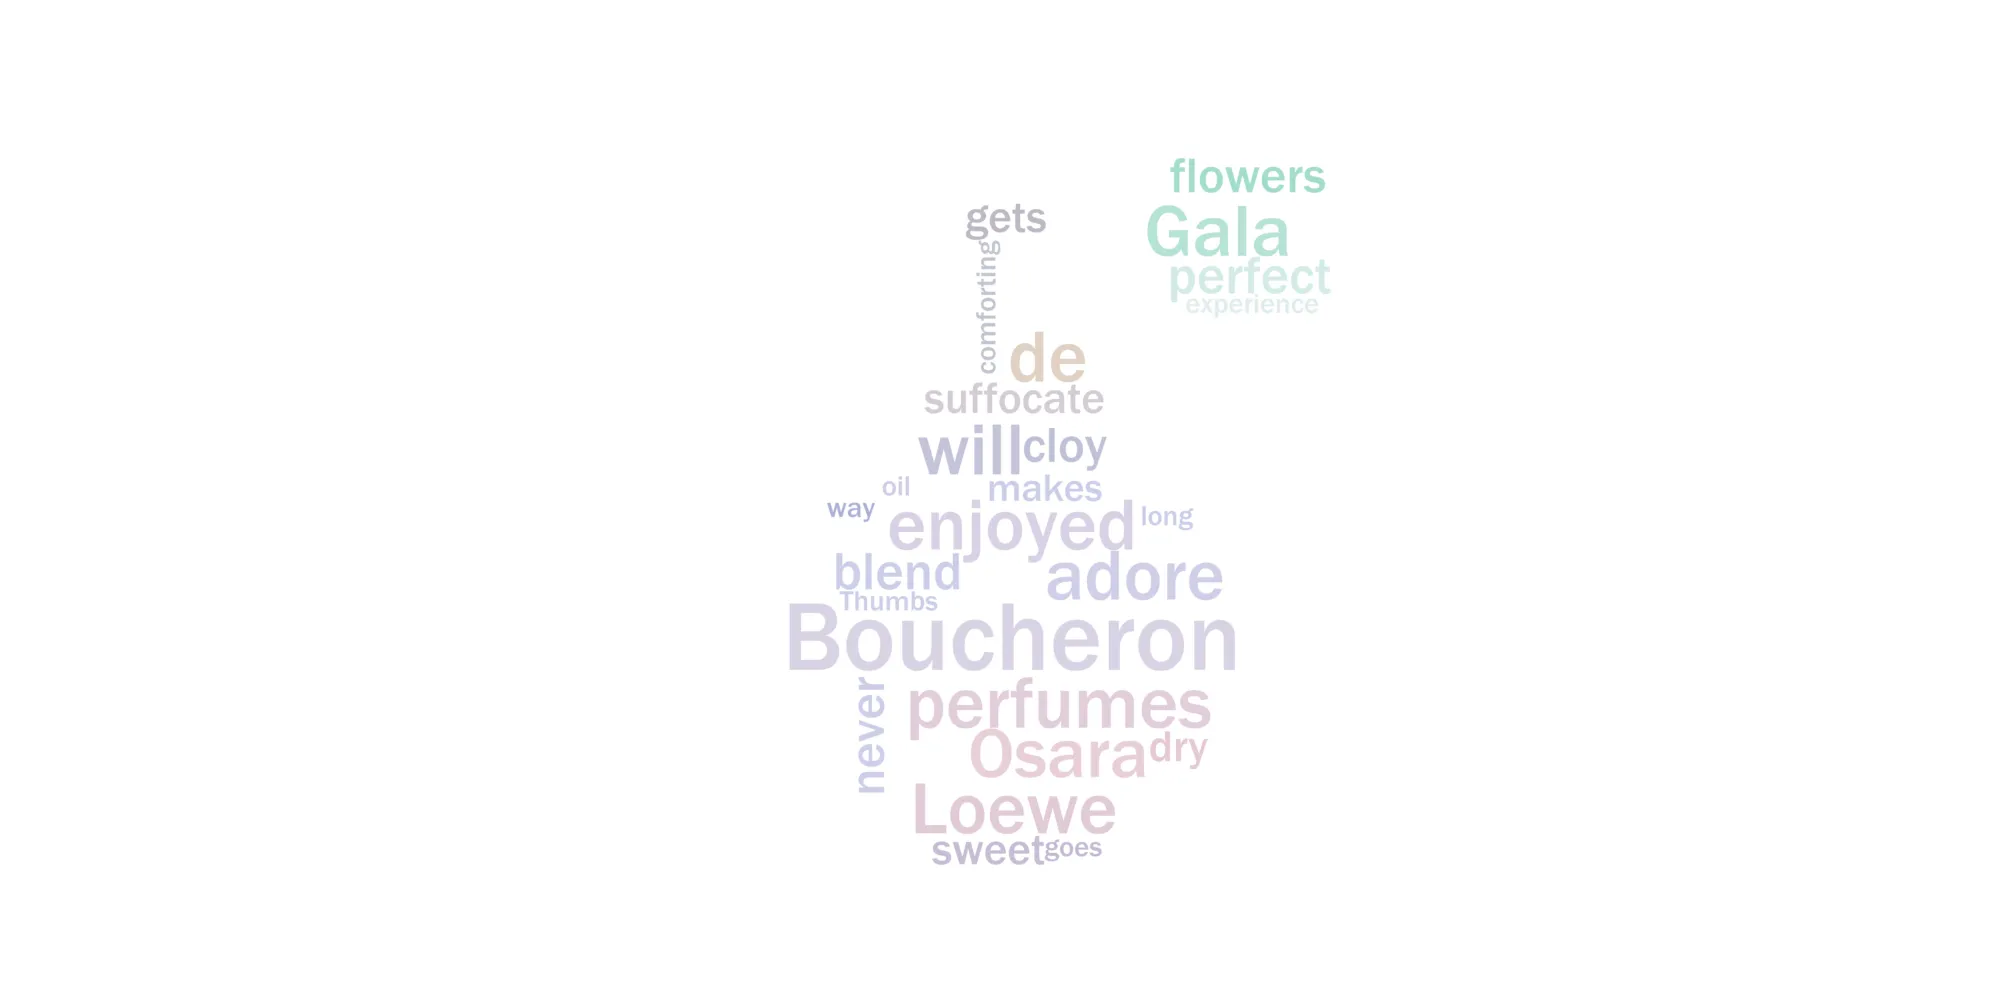 flowers
gets
Gala
perfect
experience
comforting
de
suffocate
will cloy
oil makes
way enjoyed long
blend adore
Thumbs
Boucheron
never perfumes
Osara dry
Loewe
sweet goes